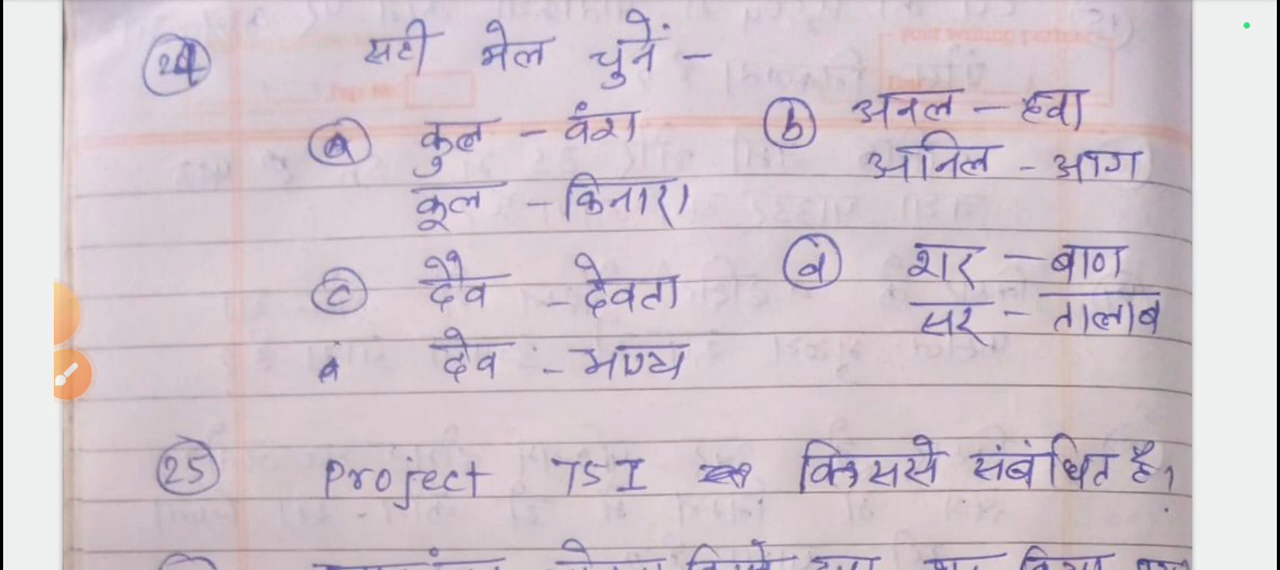 24 सही मेल चुनें -
(a) कुल - वंश
कूल - किनारा
(b) अनल - हवा
अनिल - आग
(c) दैव - देवता
देव - भाग्य
(d) शर - बाण
सर - तालाब
25 Project 75 I किससे संबंधित है।